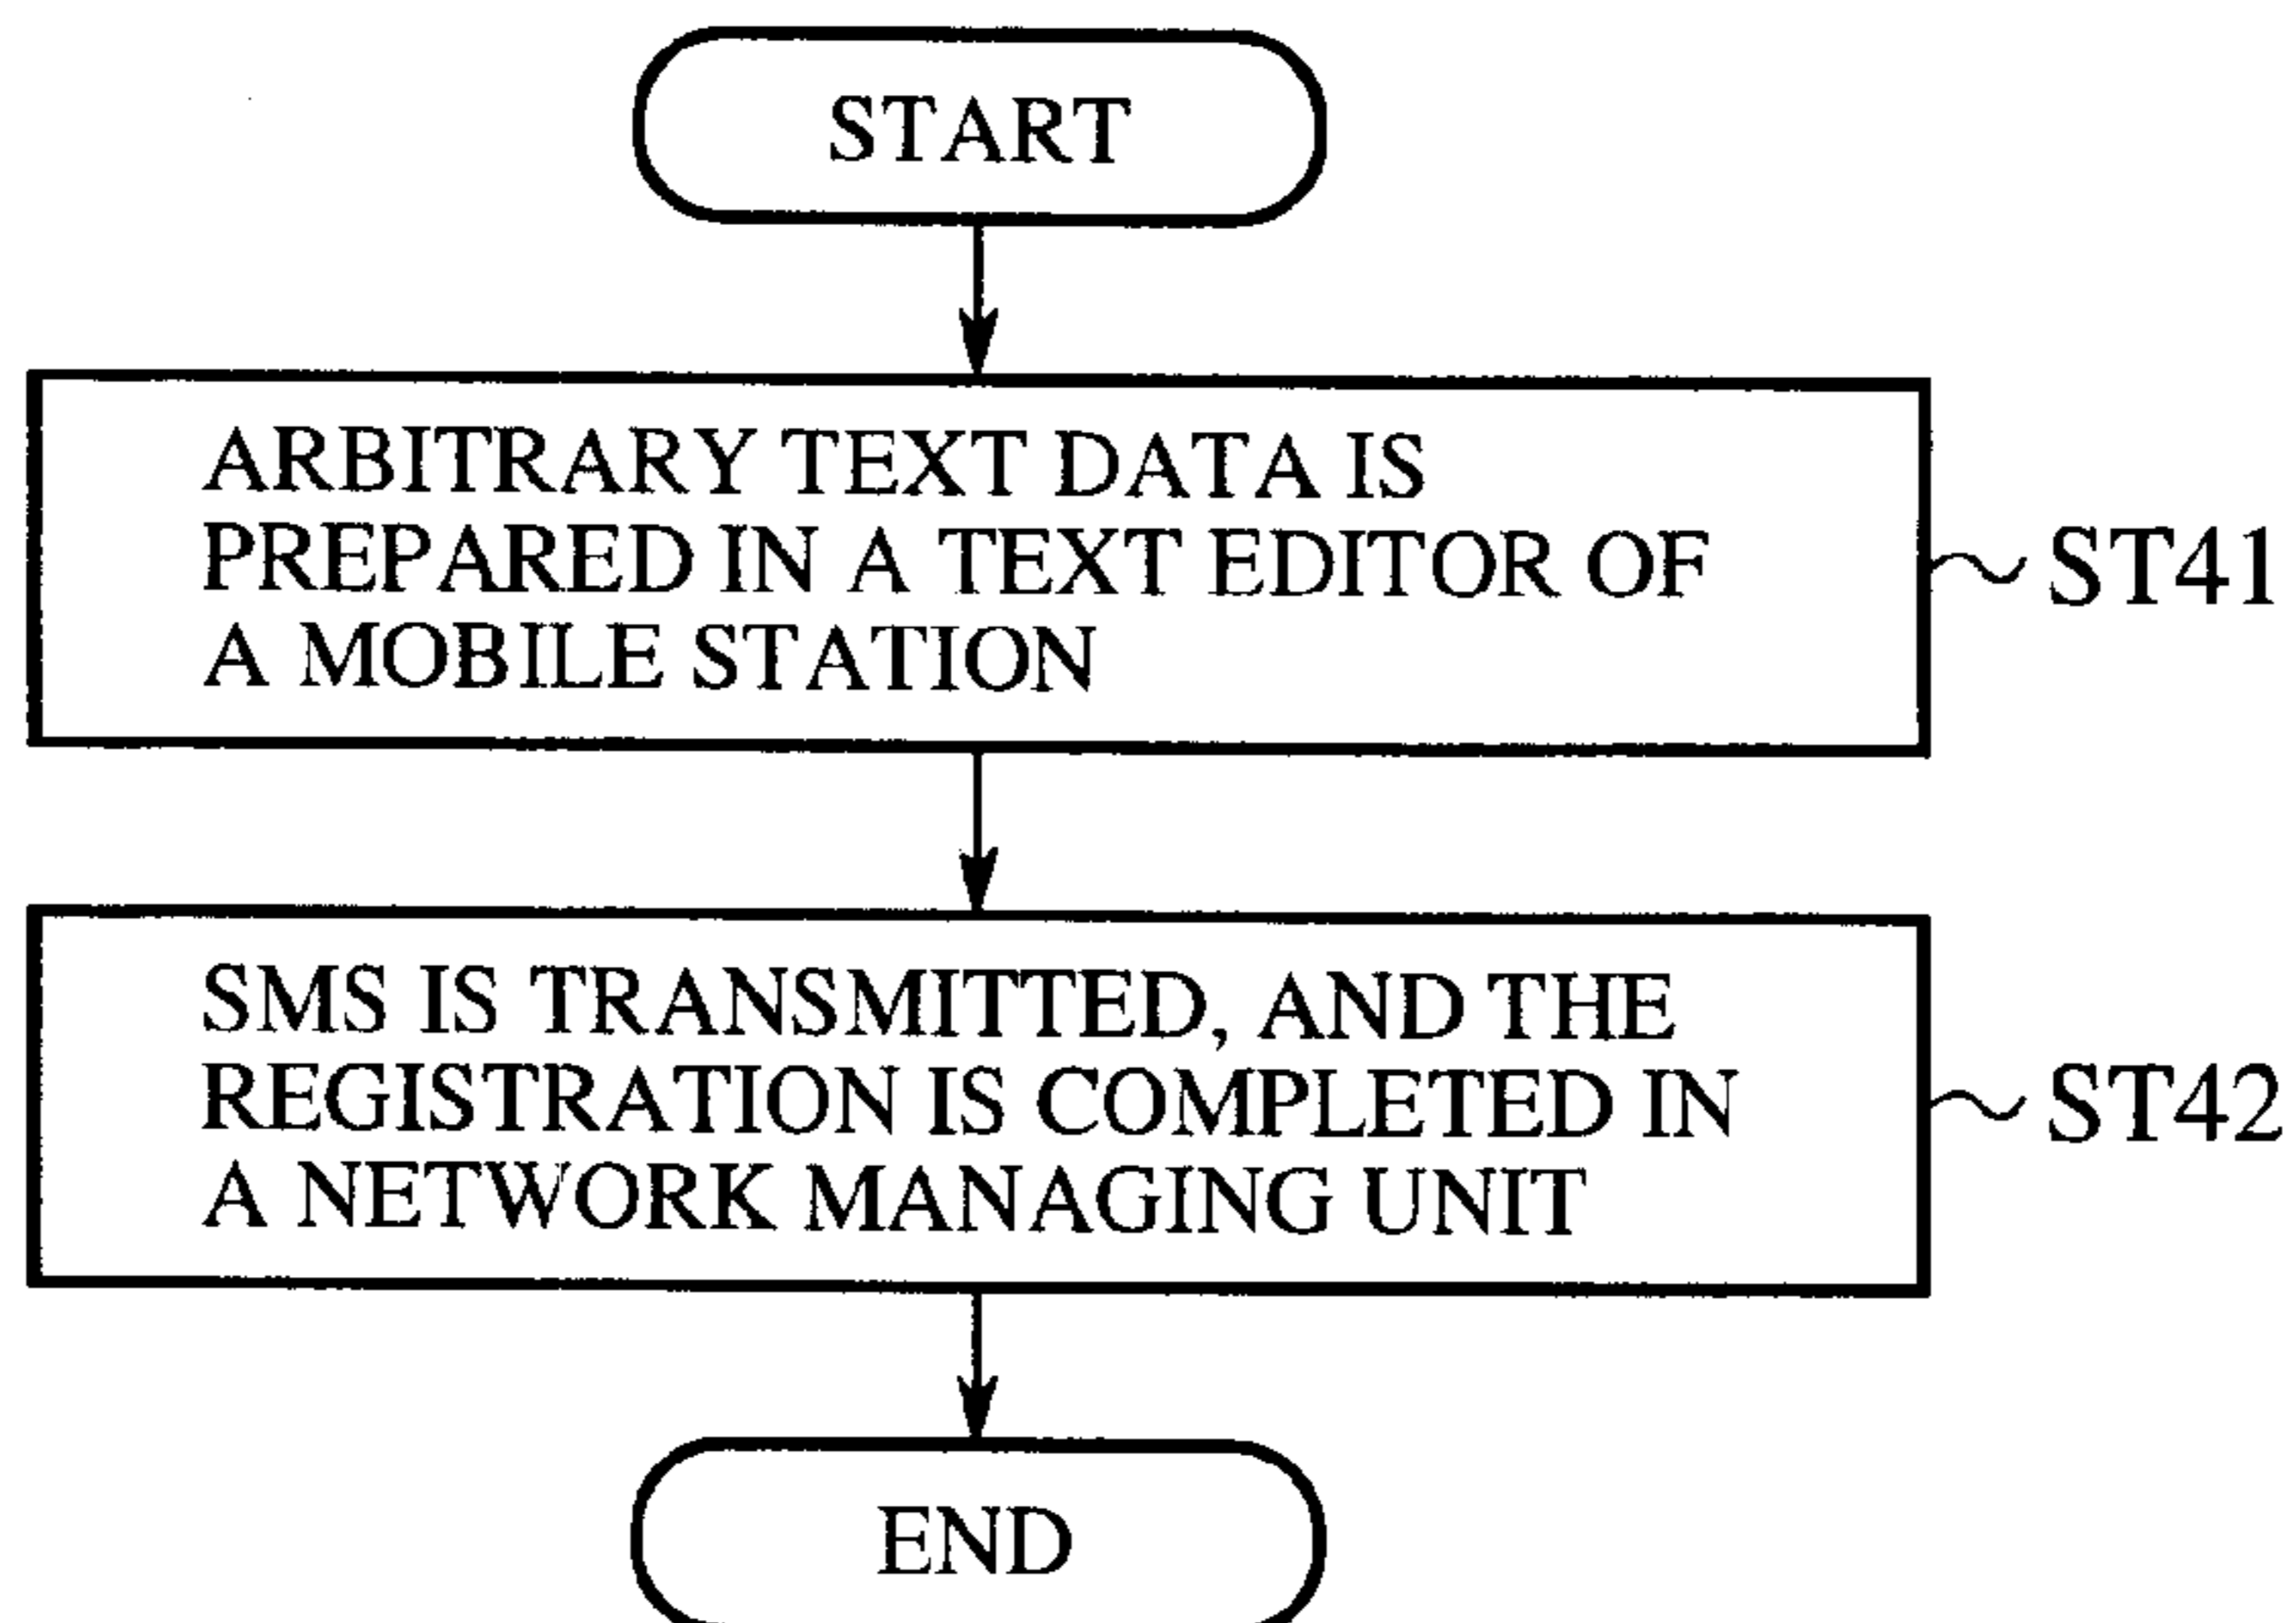 START
ARBITRARY TEXT DATA IS
PREPARED IN A TEXT EDITOR OF
A MOBILE STATION
ST41
SMS IS TRANSMITTED, AND THE
REGISTRATION IS COMPLETED IN
A NETWORK MANAGING UNIT
ST42
END